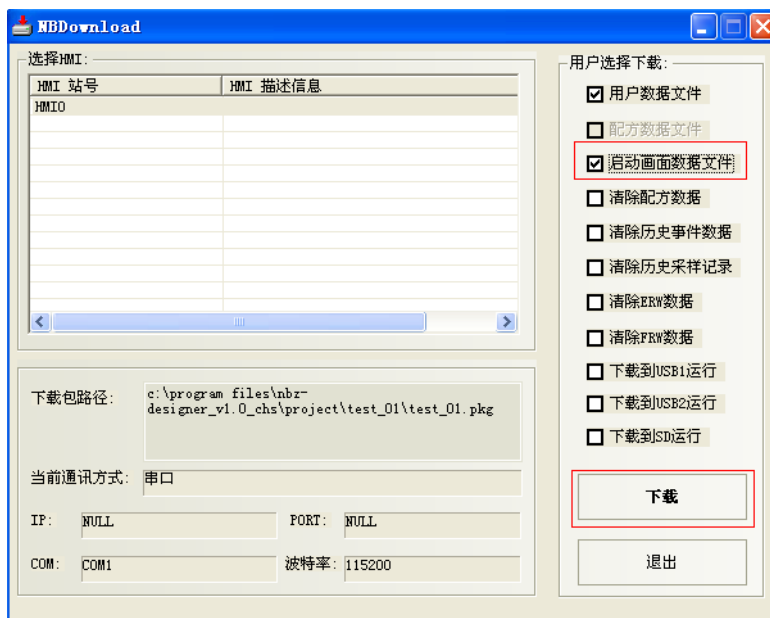 NBDownload
选择HMI:
HMI 站号 HMI 描述信息
HMI0
下载包路径: c:\program files\nbz-
designer_v1.0_chs\project\test_01\test_01.pkg
当前通讯方式: 串口
IP: NULL PORT: NULL
COM: COM1 波特率: 115200
用户选择下载:
用户数据文件
配方数据文件
启动画面数据文件
清除配方数据
清除历史事件数据
清除历史采样记录
清除ERW数据
清除FRW数据
下载到USB1运行
下载到USB2运行
下载到SD运行
下载
退出